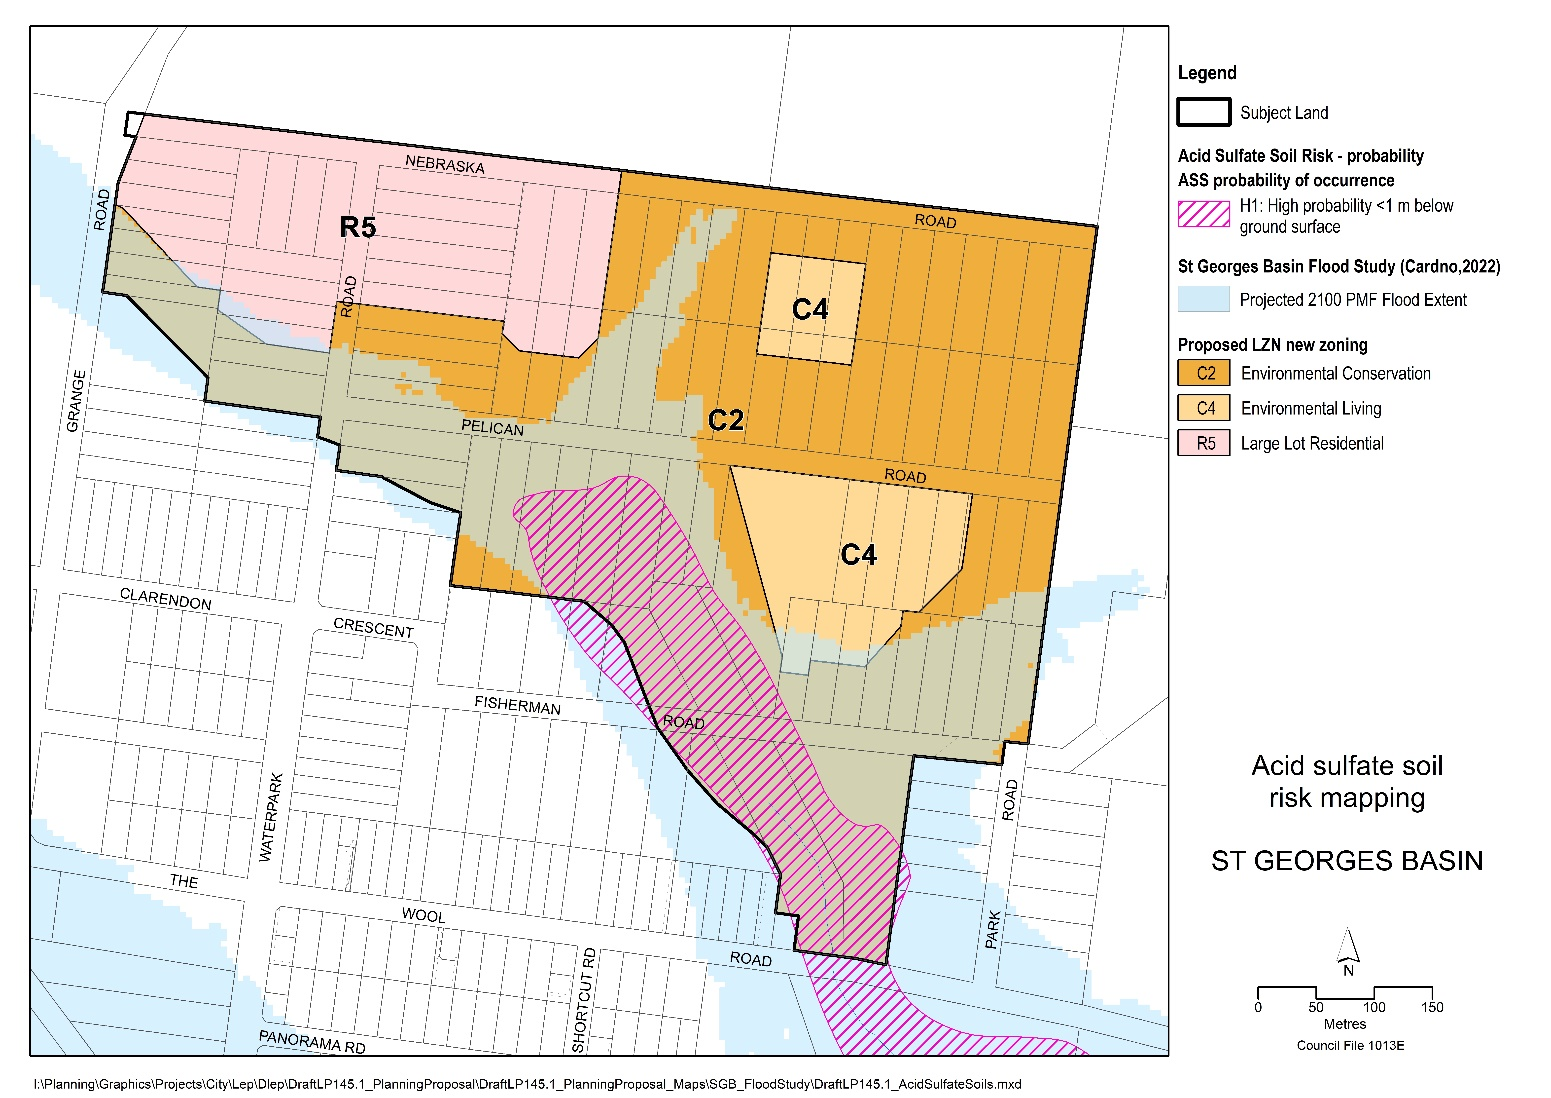 NEBRASKA
ROAD
R5
ROAD
ROAD
C4
C2
PELICAN
ROAD
GRANGE
C4
CLARENDON
CRESCENT
FISHERMAN
ROAD
WATERPARK
ROAD
THE
WOOL
ROAD
PARK
SHORTCUT RD
PANORAMA RD
Legend
Subject Land
Acid Sulfate Soil Risk - probability
ASS probability of occurrence
H1: High probability <1 m below
ground surface
St Georges Basin Flood Study (Cardno,2022)
Projected 2100 PMF Flood Extent
Proposed LZN new zoning
C2 Environmental Conservation
C4 Environmental Living
R5 Large Lot Residential
Acid sulfate soil
risk mapping
ST GEORGES BASIN
N
0 50 100 150
Metres
Council File 1013E
I:\Planning\Graphics\Projects\City\Lep\Dlep\DraftLP145.1_PlanningProposal\DraftLP145.1_PlanningProposal_Maps\SGB_FloodStudy\DraftLP145.1_AcidSulfateSoils.mxd